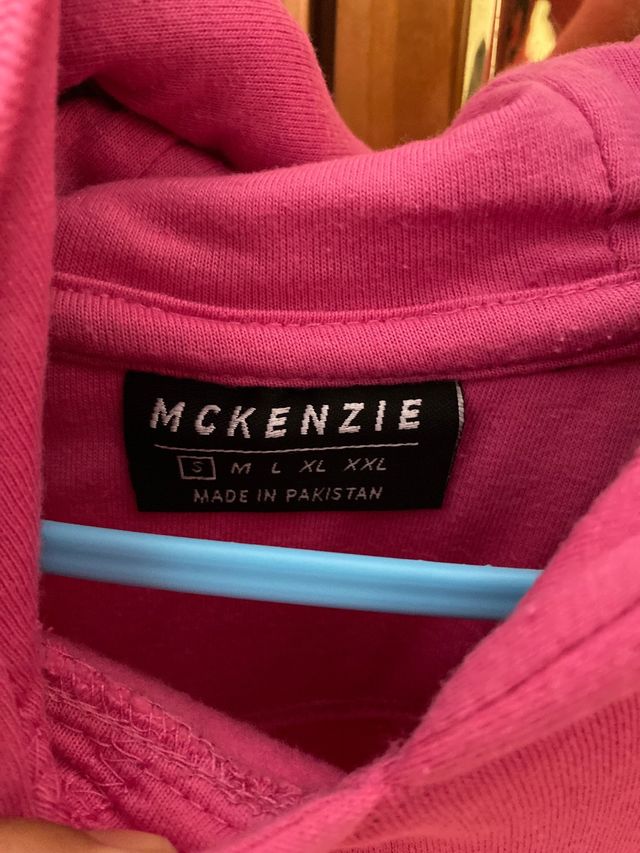 MCKENZIE
S M L XL XXL
MADE IN PAKISTAN